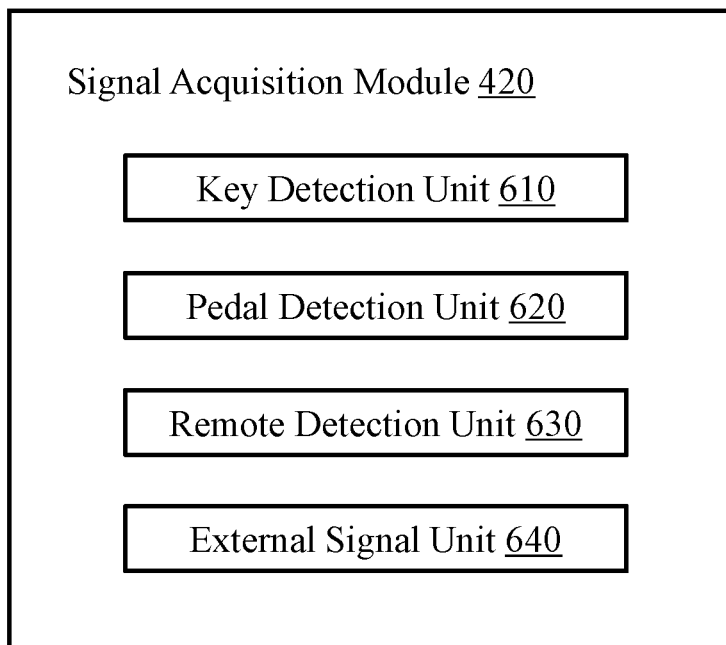 Signal Acquisition Module 420
Key Detection Unit 610
Pedal Detection Unit 620
Remote Detection Unit 630
External Signal Unit 640